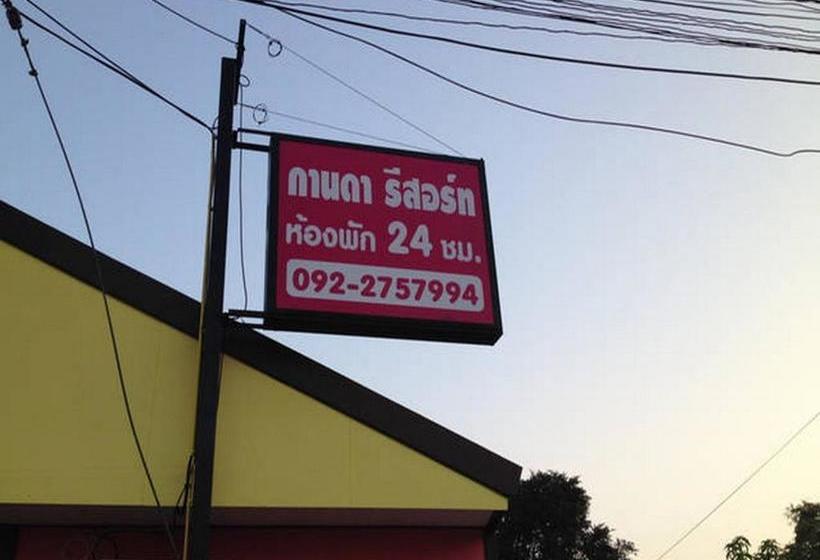 กานดา รีสอร์ท
ห้องพัก 24 ชม.
092-2757994